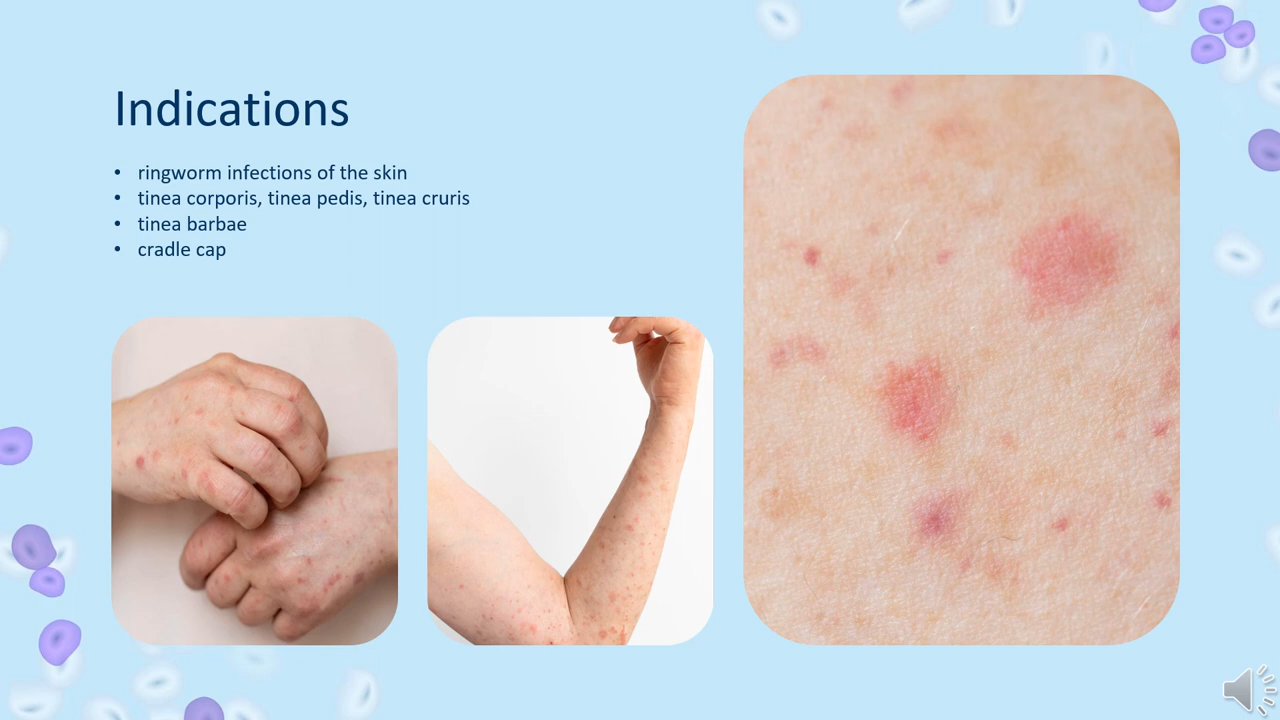 Indications
• ringworm infections of the skin
• tinea corporis, tinea pedis, tinea cruris
• tinea barbae
• cradle cap